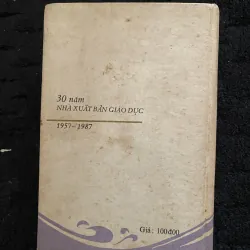 30 năm
NHÀ XUẤT BẢN GIÁO DỤC
1957-1987
Giá: 100đ00